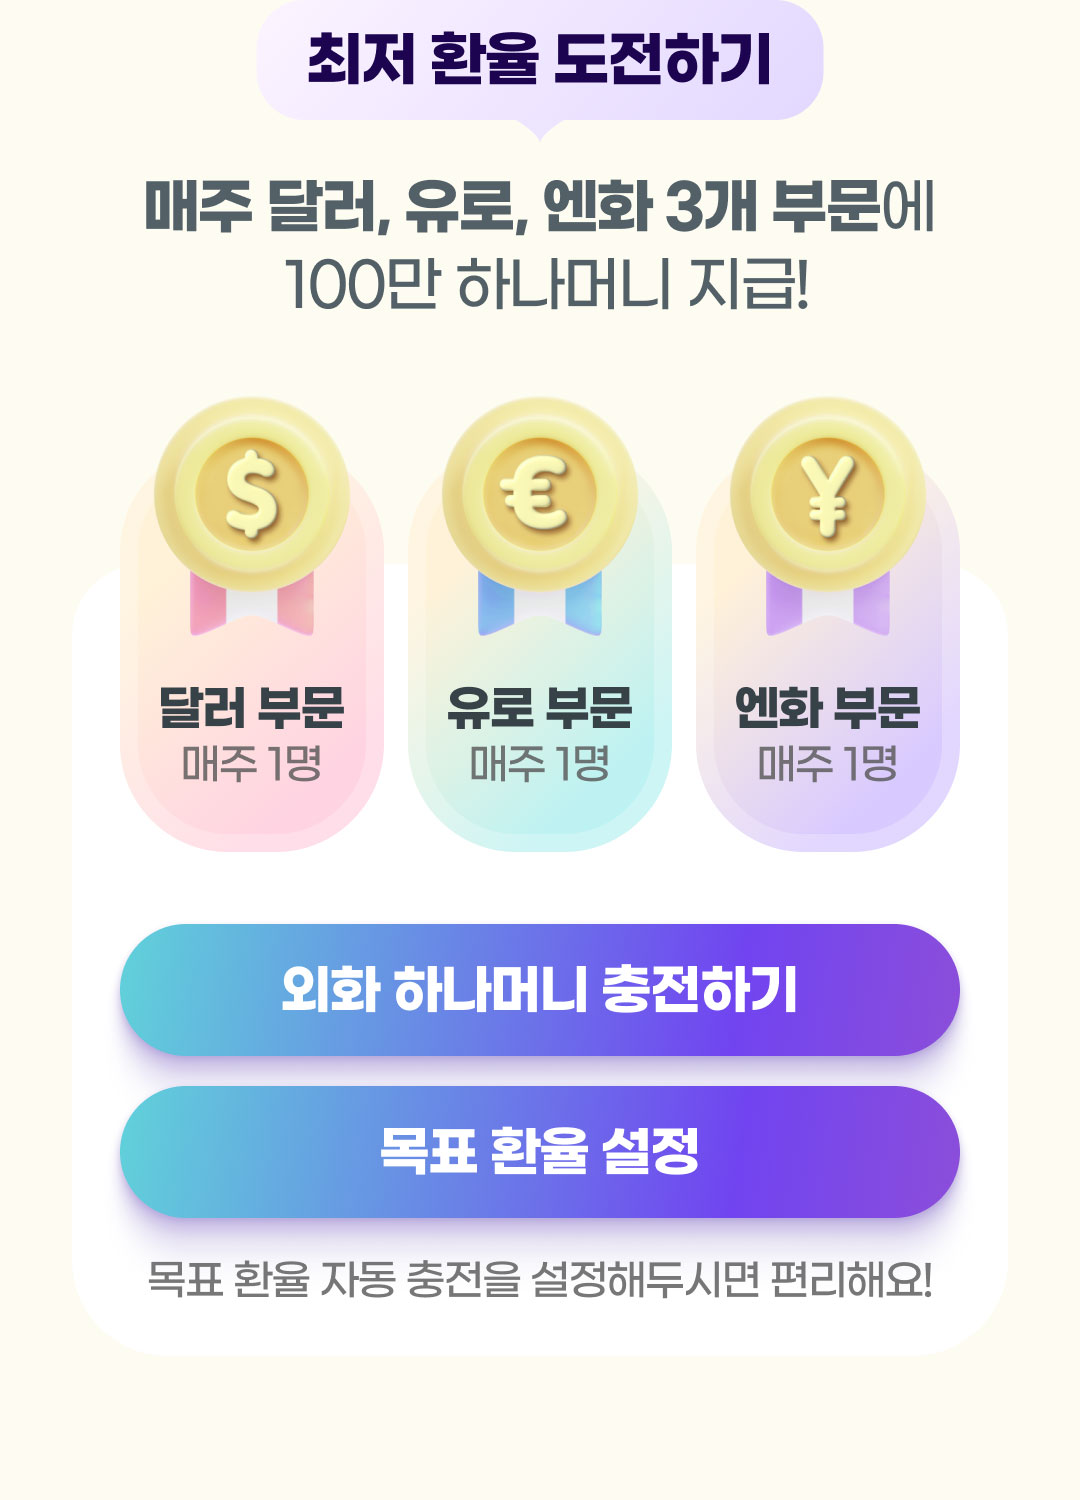 최저 환율 도전하기
매주 달러, 유로, 엔화 3개 부문에
100만 하나머니 지급!
$
€
¥
달러 부문
매주 1명
유로 부문
매주 1명
엔화 부문
매주 1명
외화 하나머니 충전하기
목표 환율 설정
목표 환율 자동 충전을 설정해두시면 편리해요!